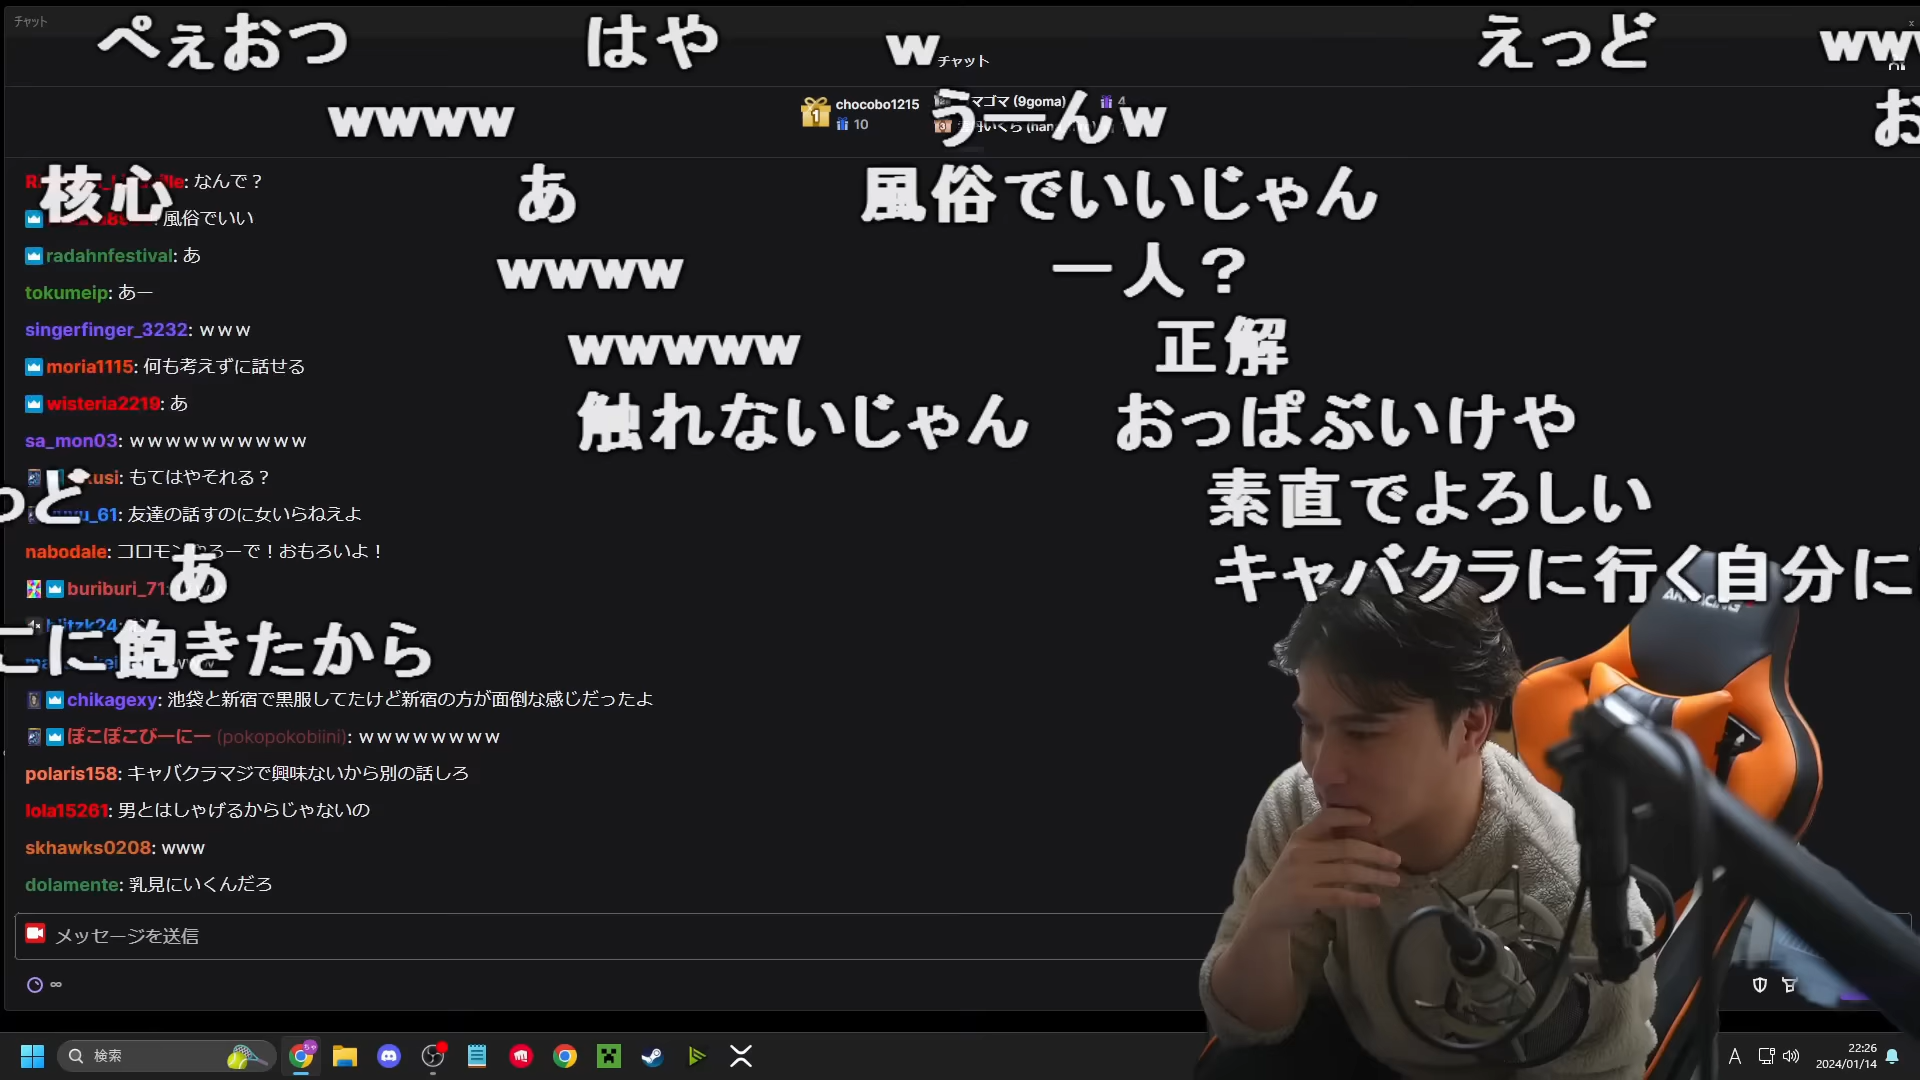 チャット
ぺぇおつ
はや
w
えっど
チャット
wwww
chocobo1215
10
マゴマ (9goma)
4
うーんw
お
なんで？
核心
あ
風俗でいいじゃん
風俗でいい
radahnfestival: あ
wwww
一人？
tokumeip: あー
singerfinger_3232: ｗｗｗ
wwwww
正解
moria1115: 何も考えずに話せる
wisteria2219: あ
触れないじゃん
おっぱぶいけや
sa_mon03: ｗｗｗｗｗｗｗｗｗｗ
もてはやそれる？
っど
素直でよろしい
友達の話すのに女いらねえよ
nabodale: コロモンやろーで！おもろいよ！
あ
キャバクラに行く自分に
buriburi_71:
blitzk24:
こに飽きたから
chikagexy: 池袋と新宿で黒服してたけど新宿の方が面倒な感じだったよ
ぽこぽこびーにー (pokopokobiini): ｗｗｗｗｗｗｗｗ
polaris158: キャバクラマジで興味ないから別の話しろ
lola15261: 男とはしゃげるからじゃないの
skhawks0208: www
dolamente: 乳見にいくんだろ
メッセージを送信
∞
検索
A
22:26
2024/01/14